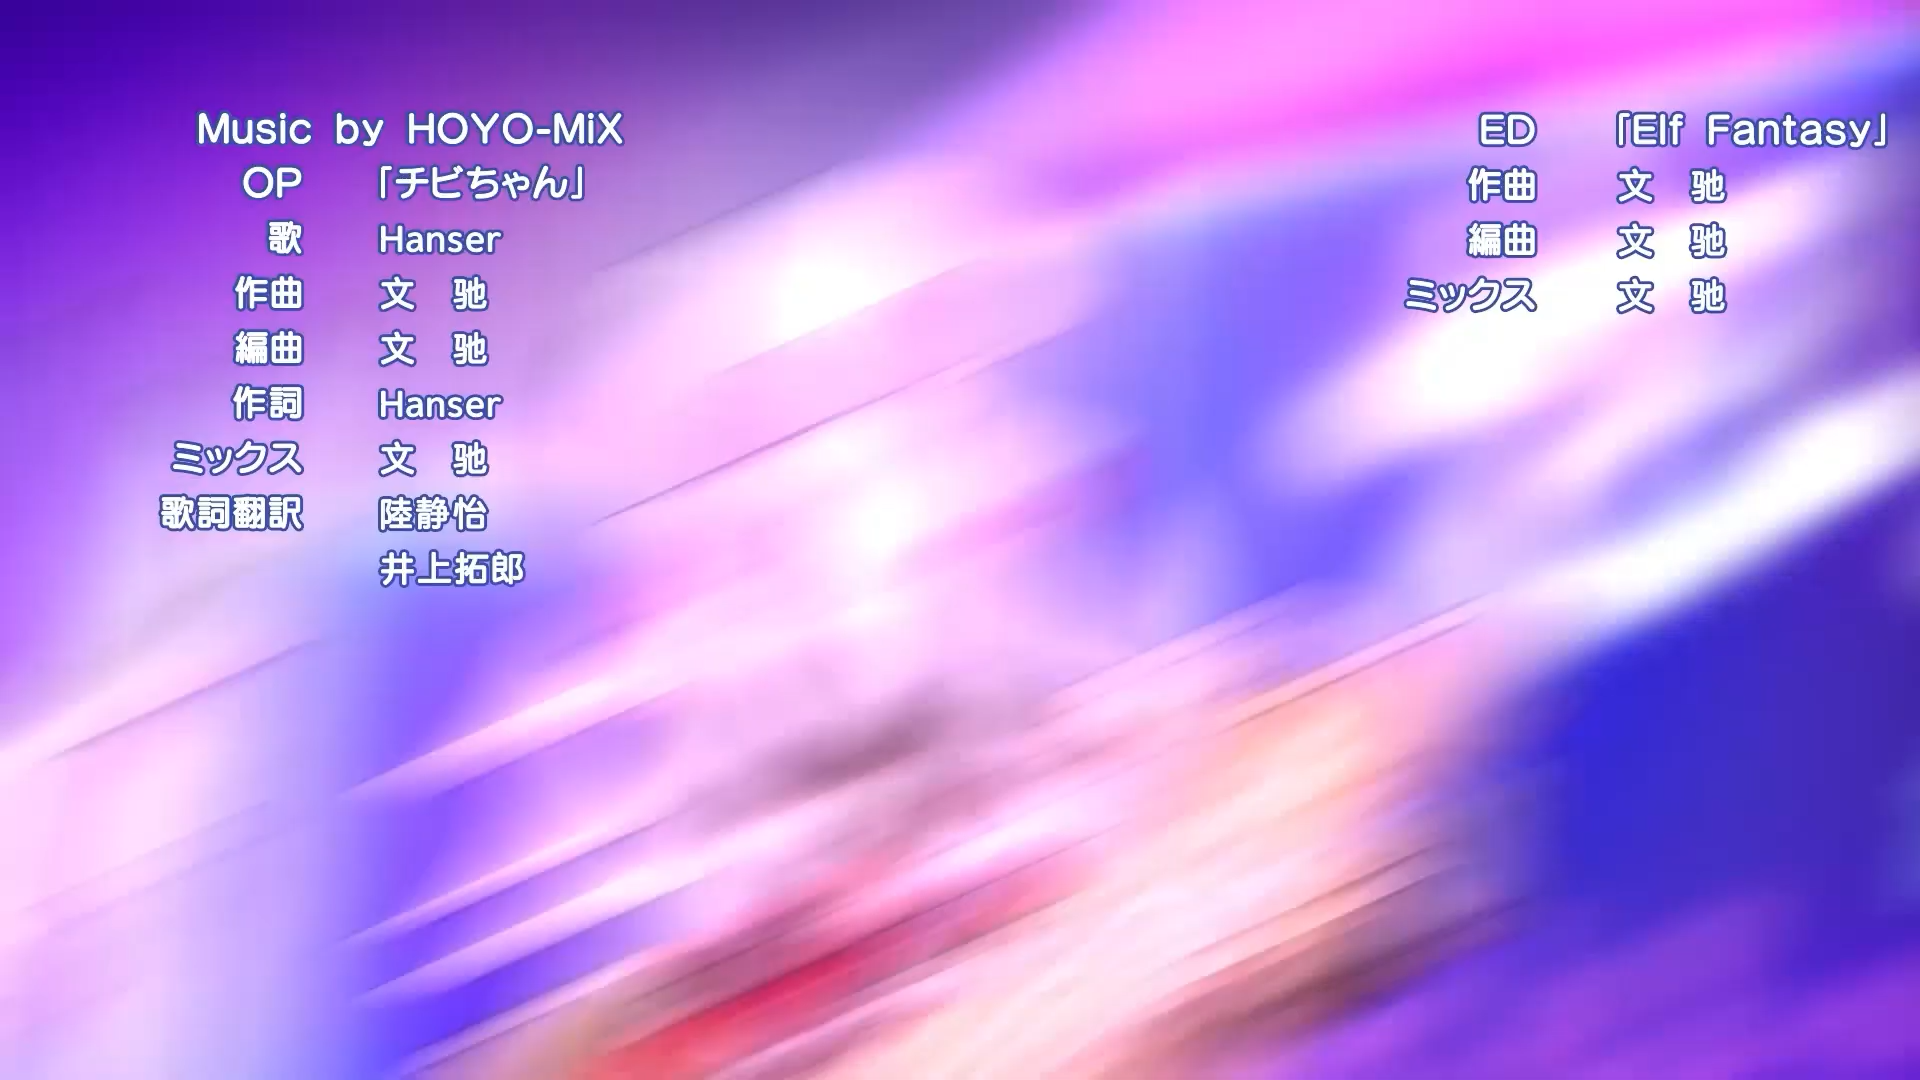 Music by HOYO-MiX
OP 「チビちゃん」
歌 Hanser
作曲 文 驰
編曲 文 驰
作詞 Hanser
ミックス 文 驰
歌詞翻訳 陸静怡
井上拓郎
ED 「Elf Fantasy」
作曲 文 驰
編曲 文 驰
ミックス 文 驰